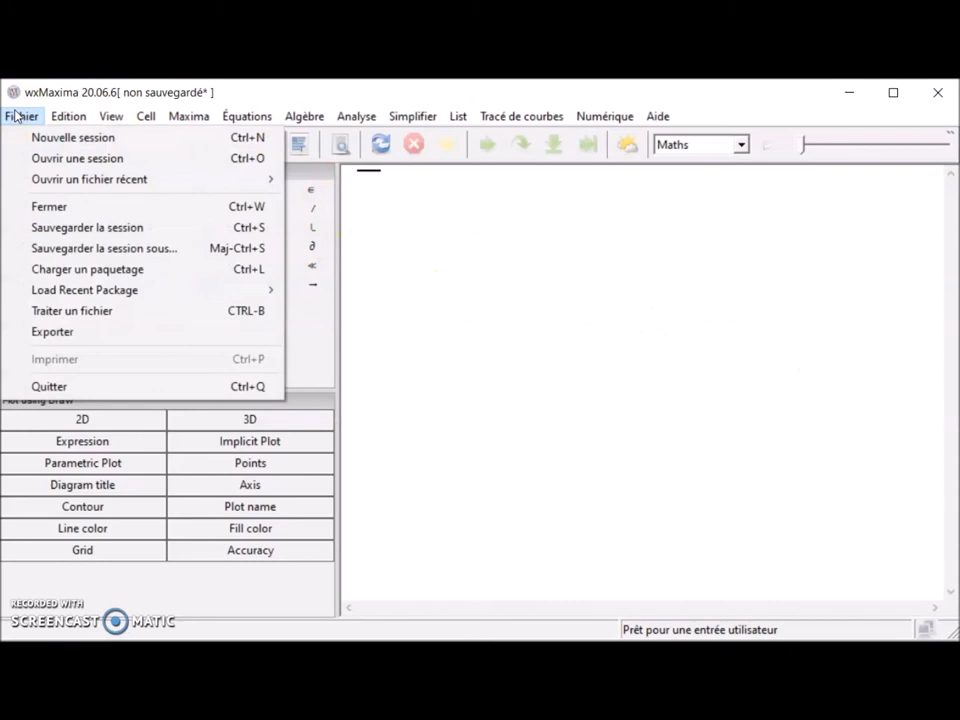 wxMaxima 20.06.6[ non sauvegardé* ]
Fichier Edition View Cell Maxima Équations Algèbre Analyse Simplifier List Tracé de courbes Numérique Aide
Nouvelle session Ctrl+N
Ouvrir une session Ctrl+O
Ouvrir un fichier récent
Fermer Ctrl+W
Sauvegarder la session Ctrl+S
Sauvegarder la session sous... Maj-Ctrl+S
Charger un paquetage Ctrl+L
Load Recent Package
Traiter un fichier CTRL-B
Exporter
Imprimer Ctrl+P
Quitter Ctrl+Q
Maths
Plot using Draw
2D 3D
Expression Implicit Plot
Parametric Plot Points
Diagram title Axis
Contour Plot name
Line color Fill color
Grid Accuracy
RECORDED WITH
SCREENCAST MATIC
Prêt pour une entrée utilisateur